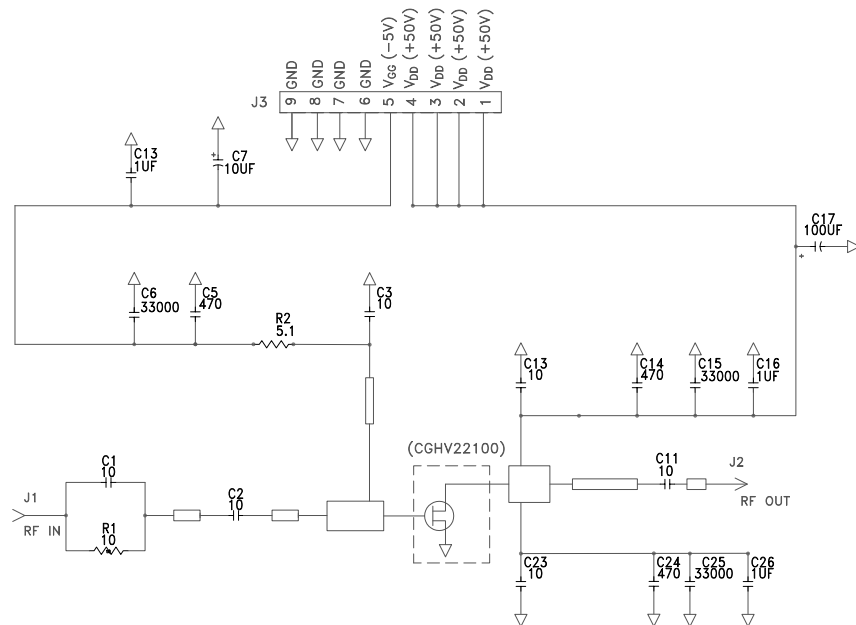 9 GND
8 GND
7 GND
6 GND
5 VGG (-5V)
4 VDD (+50V)
3 VDD (+50V)
2 VDD (+50V)
1 VDD (+50V)
J3
C13
1UF
+
C7
10UF
C17
100UF
+
C6
33000
C5
470
R2
5.1
C3
10
C13
10
C14
470
C15
33000
C16
1UF
(CGHV22100)
C1
10
J1
RF IN
R1
10
C2
10
C11
10
J2
RF OUT
C23
10
C24
470
C25
33000
C26
1UF